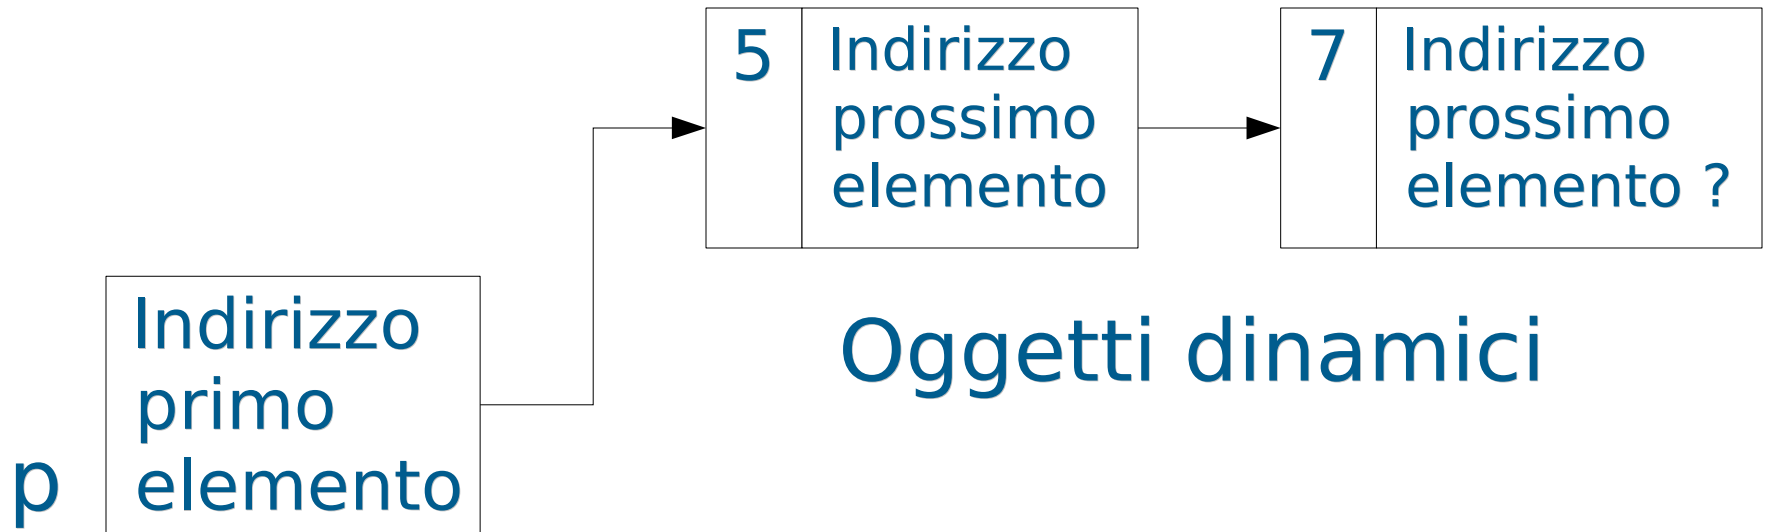 5
Indirizzo
prossimo
elemento
7
Indirizzo
prossimo
elemento ?
Oggetti dinamici
p
Indirizzo
primo
elemento